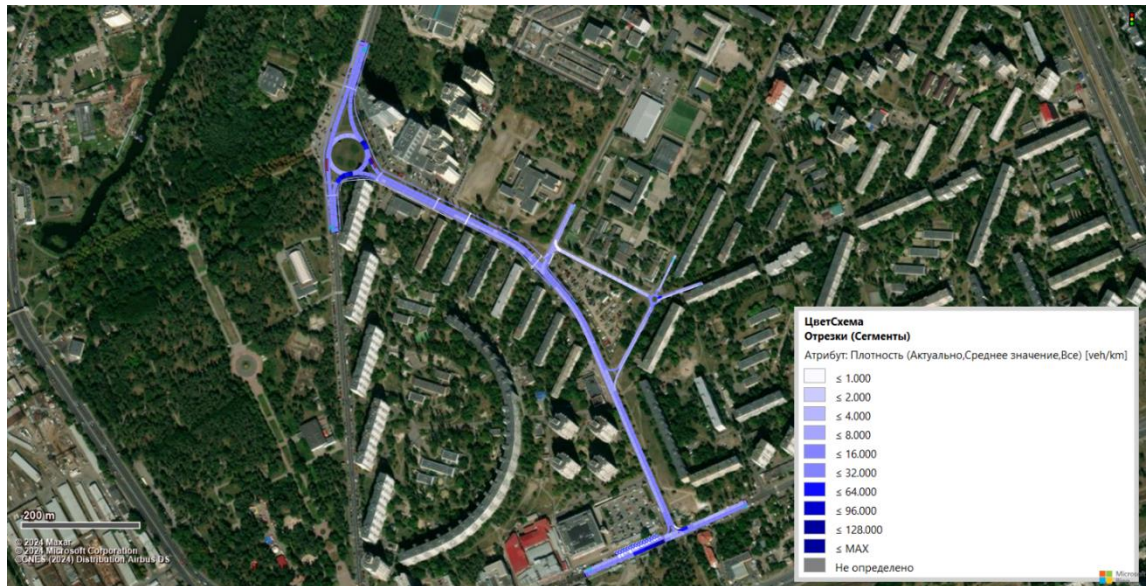 ЦветСхема
Отрезки (Сегменты)
Атрибут: Плотность (Актуально,Среднее значение,Все) [veh/km]
≤ 1.000
≤ 2.000
≤ 4.000
≤ 8.000
≤ 16.000
≤ 32.000
≤ 64.000
≤ 96.000
≤ 128.000
≤ MAX
Не определено
200 m
© 2024 Maxar
© 2024 Microsoft Corporation
©CNES (2024) Distribution Airbus DS
Micros